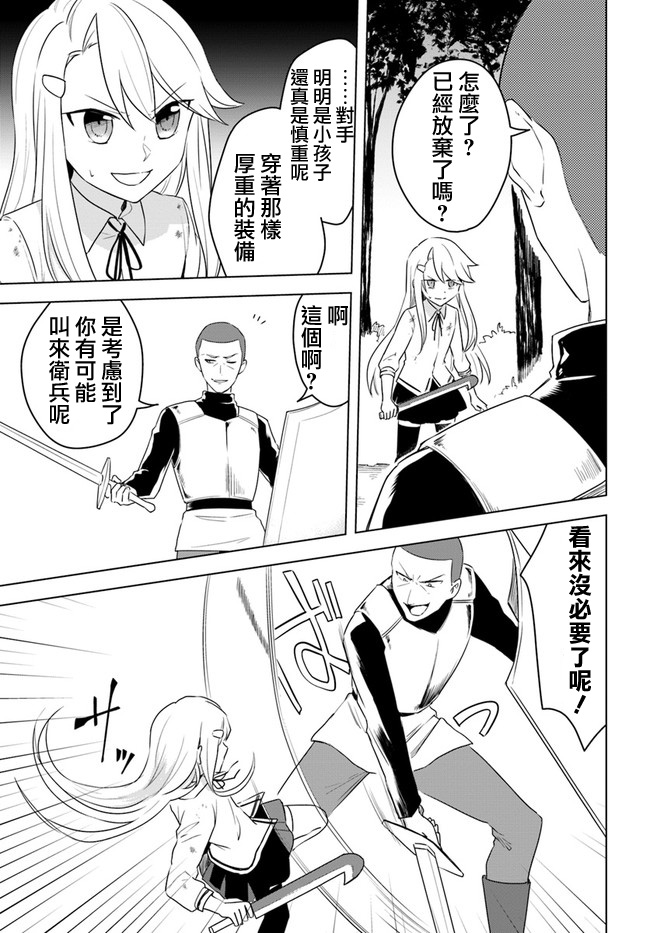 怎麼了?
已經放棄了嗎?
……對手
明明是小孩子
還真是慎重呢
穿著那樣
厚重的裝備
啊
這個啊?
是考慮到了
你有可能
叫來衛兵呢
看來沒必要了呢!